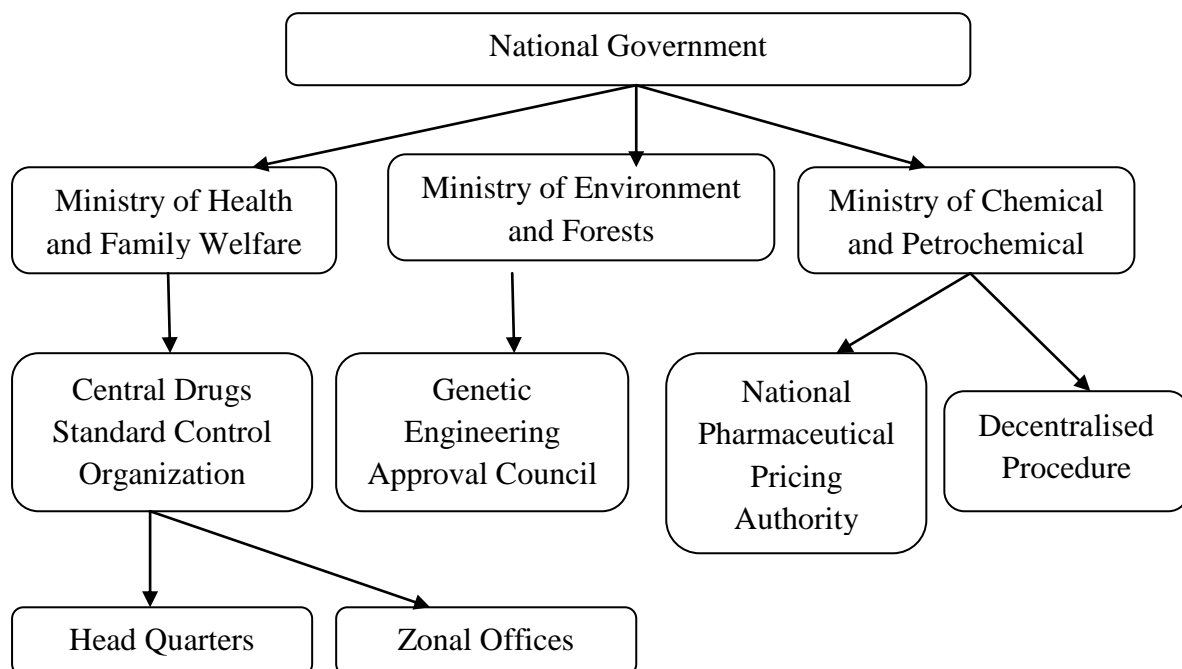 National Government
Ministry of Health
and Family Welfare
Ministry of Environment
and Forests
Ministry of Chemical
and Petrochemical
Central Drugs
Standard Control
Organization
Genetic
Engineering
Approval Council
National
Pharmaceutical
Pricing
Authority
Decentralised
Procedure
Head Quarters
Zonal Offices